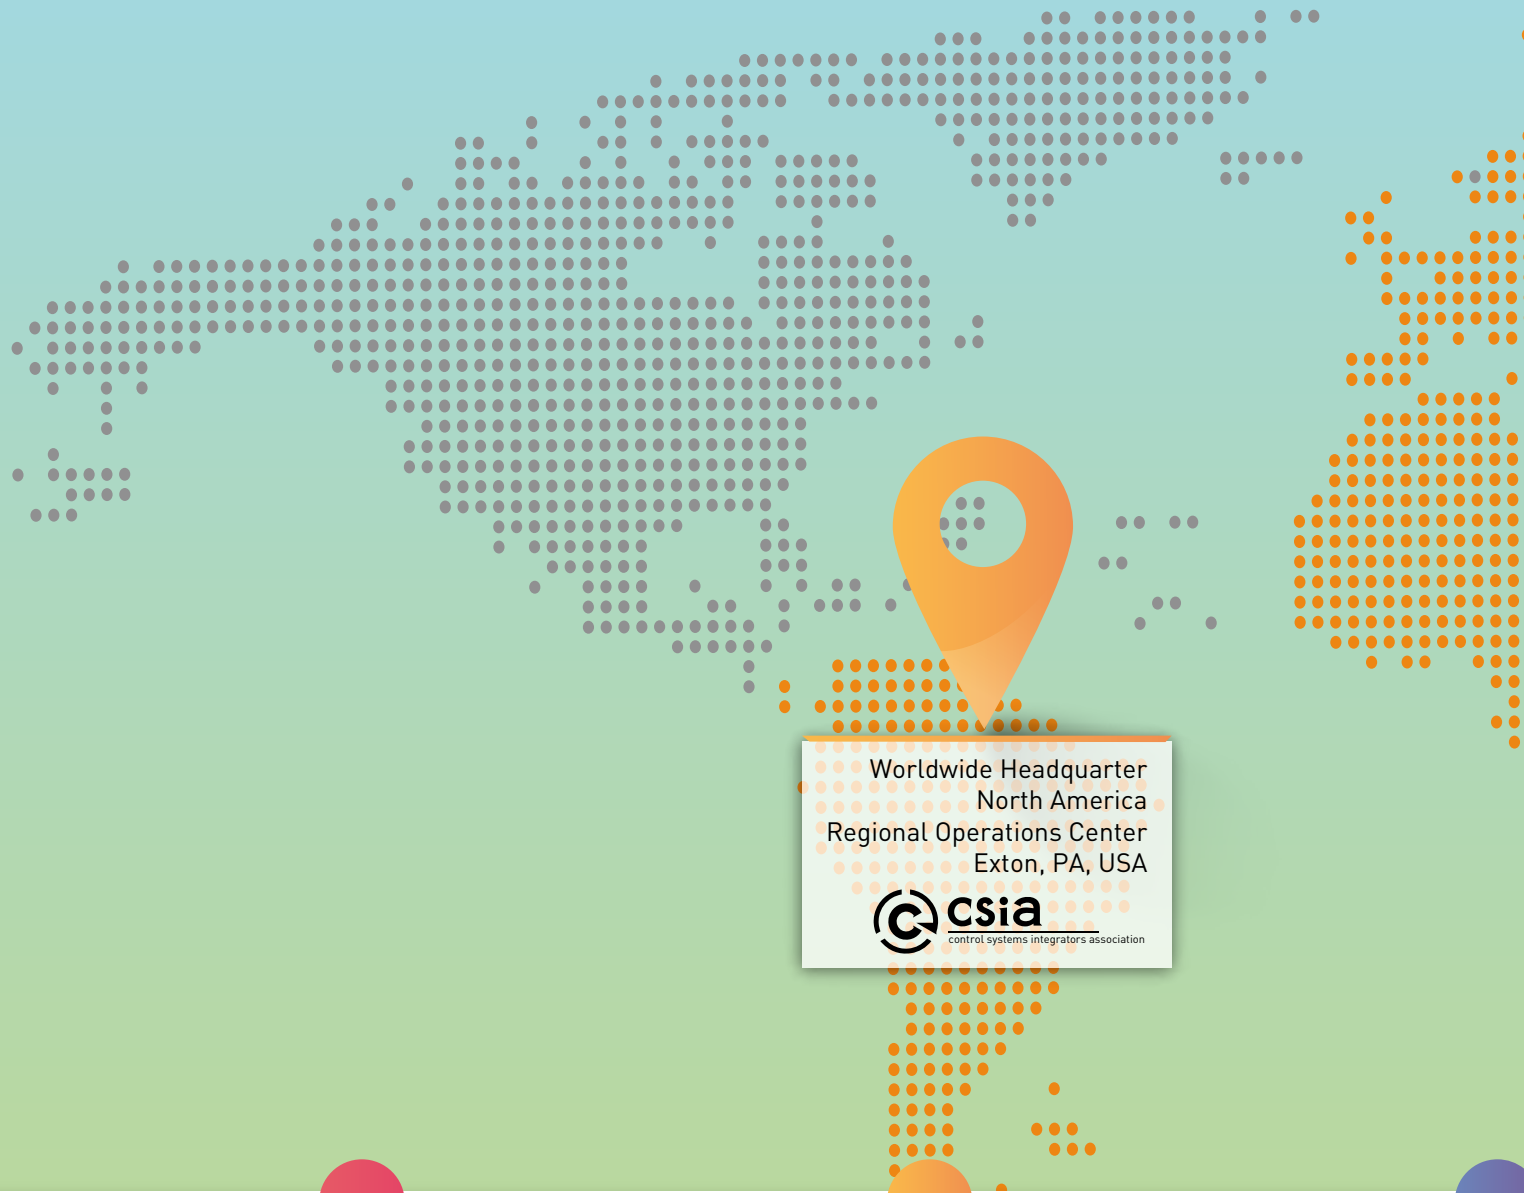 Worldwide Headquarter
North America
Regional Operations Center
Exton, PA, USA
csia
control systems integrators association